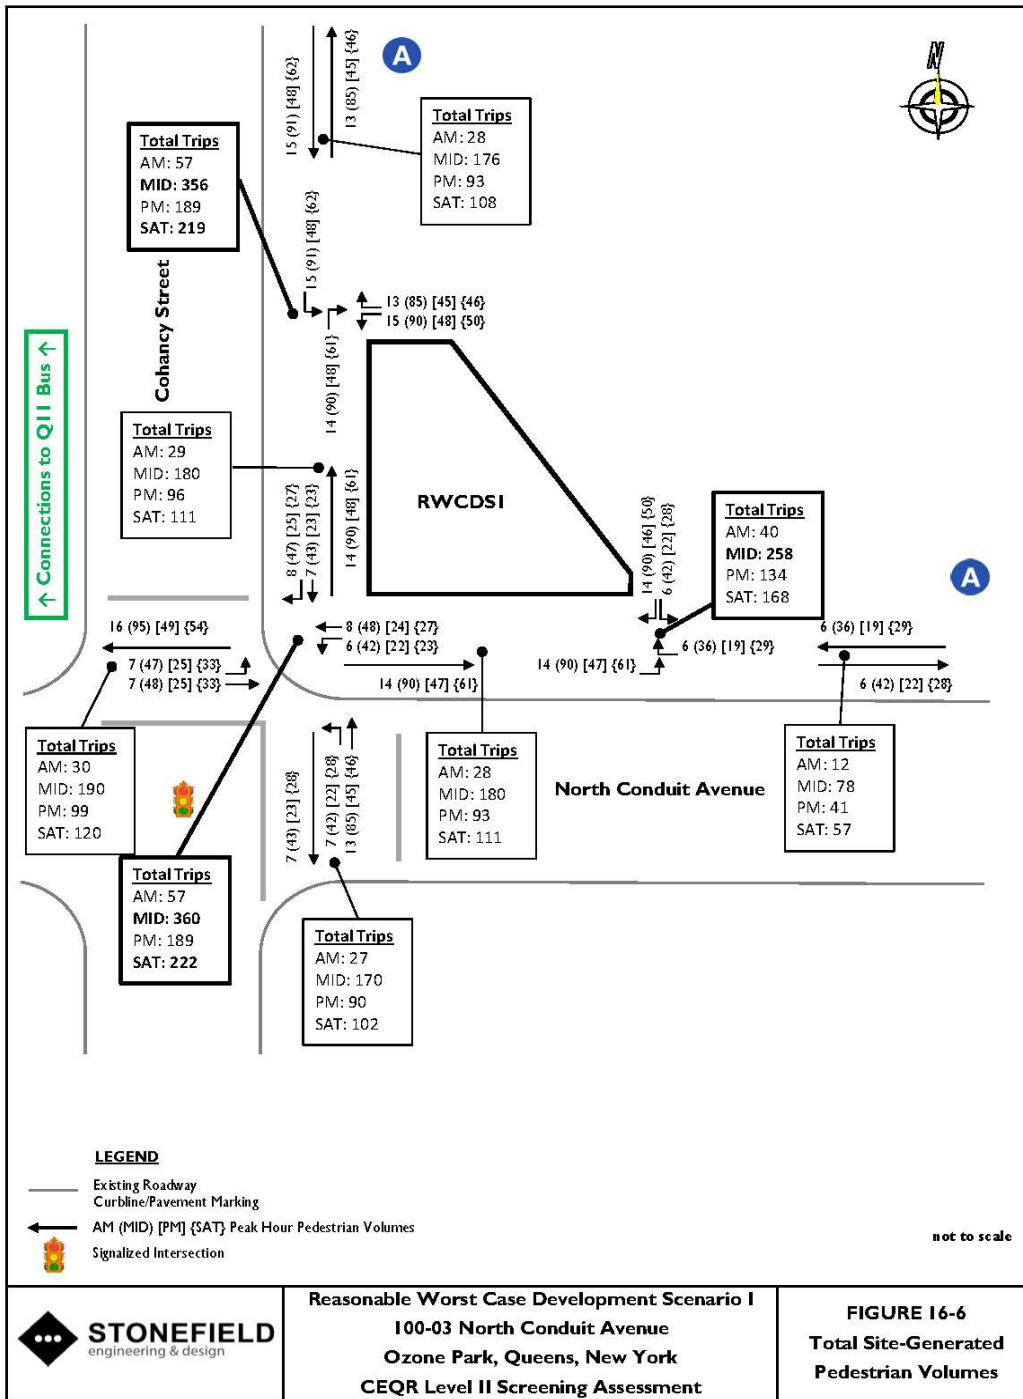 A
N
15 (91) [48] {62}
13 (85) [45] {46}
Total Trips
AM: 28
MID: 176
PM: 93
SAT: 108
Total Trips
AM: 57
MID: 356
PM: 189
SAT: 219
15 (91) [48] {62}
13 (85) [45] {46}
15 (90) [48] {50}
14 (90) [48] {61}
Cohancy Street
← Connections to Q11 Bus →
Total Trips
AM: 29
MID: 180
PM: 96
SAT: 111
14 (90) [48] {61}
8 (47) [25] {27}
7 (43) [23] {23}
RWCDS1
14 (90) [46] {50}
6 (42) [22] {28}
Total Trips
AM: 40
MID: 258
PM: 134
SAT: 168
A
16 (95) [49] {54}
7 (47) [25] {33}
7 (48) [25] {33}
8 (48) [24] {27}
6 (42) [22] {23}
14 (90) [47] {61}
14 (90) [47] {61}
6 (36) [19] {29}
6 (36) [19] {29}
6 (42) [22] {28}
Total Trips
AM: 30
MID: 190
PM: 99
SAT: 120
7 (43) [23] {28}
7 (42) [22] {28}
13 (85) [45] {46}
Total Trips
AM: 28
MID: 180
PM: 93
SAT: 111
North Conduit Avenue
Total Trips
AM: 12
MID: 78
PM: 41
SAT: 57
Total Trips
AM: 57
MID: 360
PM: 189
SAT: 222
Total Trips
AM: 27
MID: 170
PM: 90
SAT: 102
LEGEND
Existing Roadway
Curbline/Pavement Marking
AM (MID) [PM] {SAT} Peak Hour Pedestrian Volumes
Signalized Intersection
not to scale
STONEFIELD
engineering & design
Reasonable Worst Case Development Scenario 1
100-03 North Conduit Avenue
Ozone Park, Queens, New York
CEQR Level II Screening Assessment
FIGURE 16-6
Total Site-Generated
Pedestrian Volumes